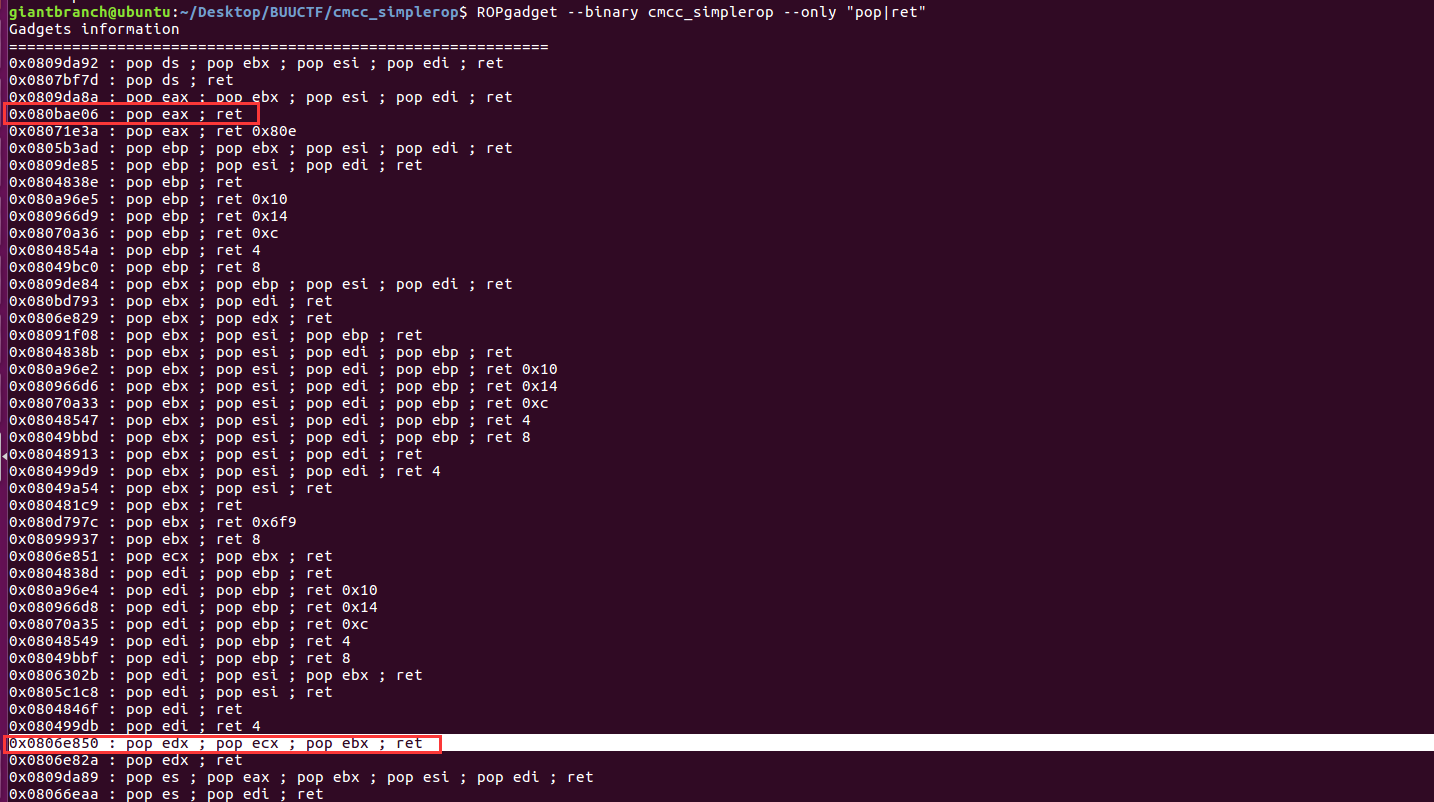 giantbranch@ubuntu:~/Desktop/BUUCTF/cmcc_simplerop$ ROPgadget --binary cmcc_simplerop --only "pop|ret"
Gadgets information
============================================================
0x0809da92 : pop ds ; pop ebx ; pop esi ; pop edi ; ret
0x0807bf7d : pop ds ; ret
0x0809da8a : pop eax ; pop ebx ; pop esi ; pop edi ; ret
0x080bae06 : pop eax ; ret
0x08071e3a : pop eax ; ret 0x80e
0x0805b3ad : pop ebp ; pop ebx ; pop esi ; pop edi ; ret
0x0809de85 : pop ebp ; pop esi ; pop edi ; ret
0x0804838e : pop ebp ; ret
0x080a96e5 : pop ebp ; ret 0x10
0x080966d9 : pop ebp ; ret 0x14
0x08070a36 : pop ebp ; ret 0xc
0x0804854a : pop ebp ; ret 4
0x08049bc0 : pop ebp ; ret 8
0x0809de84 : pop ebx ; pop ebp ; pop esi ; pop edi ; ret
0x080bd793 : pop ebx ; pop edi ; ret
0x0806e829 : pop ebx ; pop edx ; ret
0x08091f08 : pop ebx ; pop esi ; pop ebp ; ret
0x0804838b : pop ebx ; pop esi ; pop edi ; pop ebp ; ret
0x080a96e2 : pop ebx ; pop esi ; pop edi ; pop ebp ; ret 0x10
0x080966d6 : pop ebx ; pop esi ; pop edi ; pop ebp ; ret 0x14
0x08070a33 : pop ebx ; pop esi ; pop edi ; pop ebp ; ret 0xc
0x08048547 : pop ebx ; pop esi ; pop edi ; pop ebp ; ret 4
0x08049bbd : pop ebx ; pop esi ; pop edi ; pop ebp ; ret 8
0x08048913 : pop ebx ; pop esi ; pop edi ; ret
0x080499d9 : pop ebx ; pop esi ; pop edi ; ret 4
0x08049a54 : pop ebx ; pop esi ; ret
0x080481c9 : pop ebx ; ret
0x080d797c : pop ebx ; ret 0x6f9
0x08099937 : pop ebx ; ret 8
0x0806e851 : pop ecx ; pop ebx ; ret
0x0804838d : pop edi ; pop ebp ; ret
0x080a96e4 : pop edi ; pop ebp ; ret 0x10
0x080966d8 : pop edi ; pop ebp ; ret 0x14
0x08070a35 : pop edi ; pop ebp ; ret 0xc
0x08048549 : pop edi ; pop ebp ; ret 4
0x08049bbf : pop edi ; pop ebp ; ret 8
0x0806302b : pop edi ; pop esi ; pop ebx ; ret
0x0805c1c8 : pop edi ; pop esi ; ret
0x0804846f : pop edi ; ret
0x080499db : pop edi ; ret 4
0x0806e850 : pop edx ; pop ecx ; pop ebx ; ret
0x0806e82a : pop edx ; ret
0x0809da89 : pop es ; pop eax ; pop ebx ; pop esi ; pop edi ; ret
0x08066eaa : pop es ; pop edi ; ret